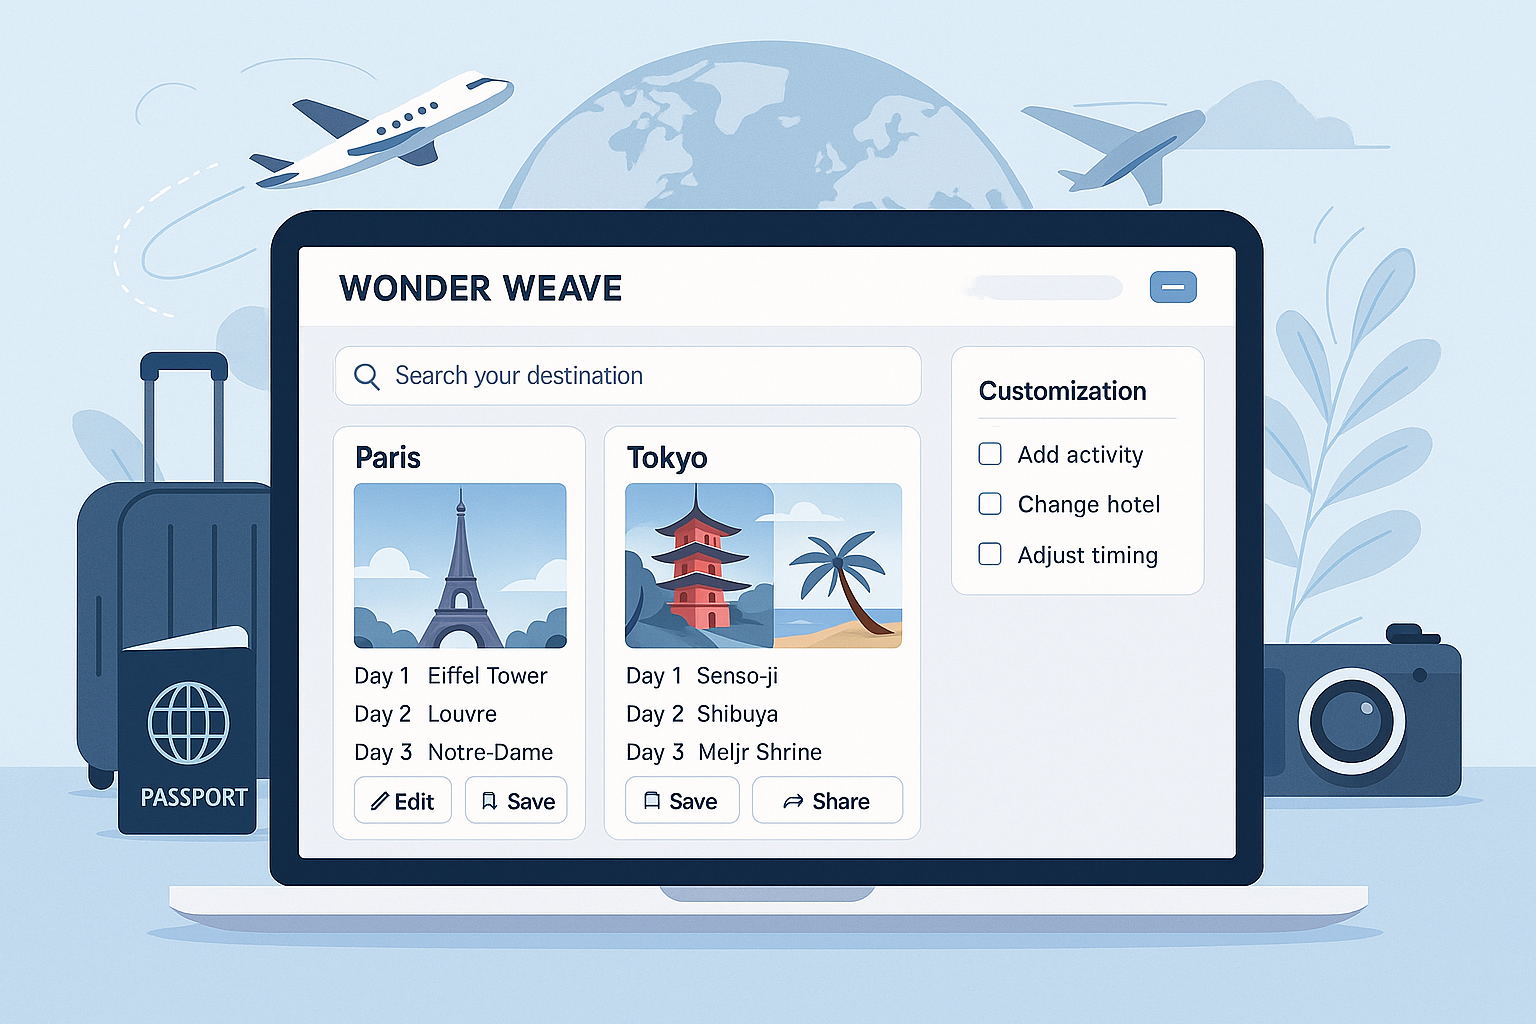 WONDER WEAVE
Search your destination
Paris
Day 1 Eiffel Tower
Day 2 Louvre
Day 3 Notre-Dame
Edit
Save
Tokyo
Day 1 Senso-ji
Day 2 Shibuya
Day 3 Meljr Shrine
Save
Share
Customization
Add activity
Change hotel
Adjust timing
PASSPORT